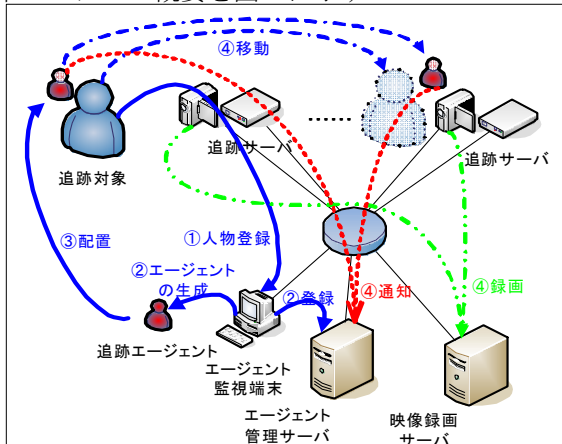 ④移動
追跡サーバ
追跡サーバ
追跡対象
③配置
①人物登録
②エージェント
の生成
②登録
④通知
④録画
追跡エージェント
エージェント
監視端末
エージェント
管理サーバ
映像録画
サーバ